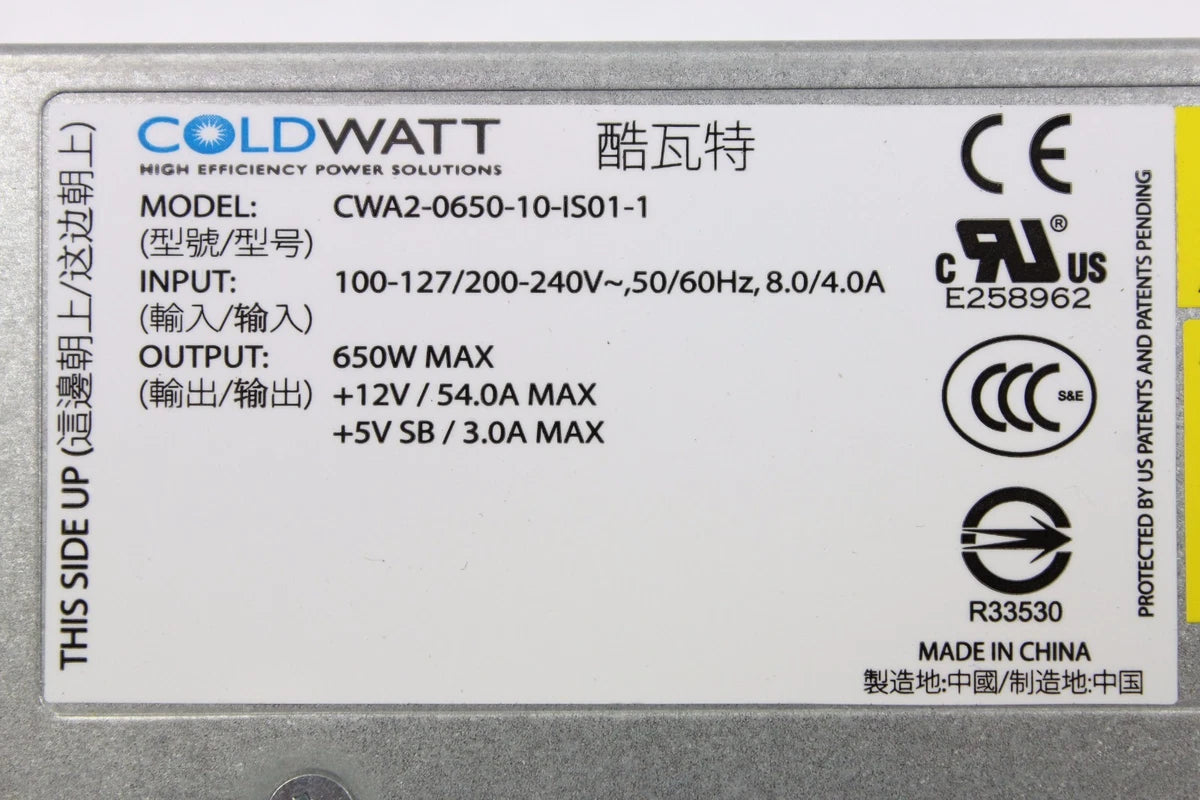 COLDWATT 酷瓦特
HIGH EFFICIENCY POWER SOLUTIONS
MODEL: CWA2-0650-10-IS01-1
(型號/型号)
INPUT: 100-127/200-240V~,50/60Hz, 8.0/4.0A
(輸入/输入)
OUTPUT: 650W MAX
(輸出/输出) +12V / 54.0A MAX
+5V SB / 3.0A MAX
THIS SIDE UP (這邊朝上/这边朝上)
CE
C UR® US
E258962
CCC S&E
R33530
MADE IN CHINA
製造地:中國/制造地:中国
PROTECTED BY US PATENTS AND PATENTS PENDING